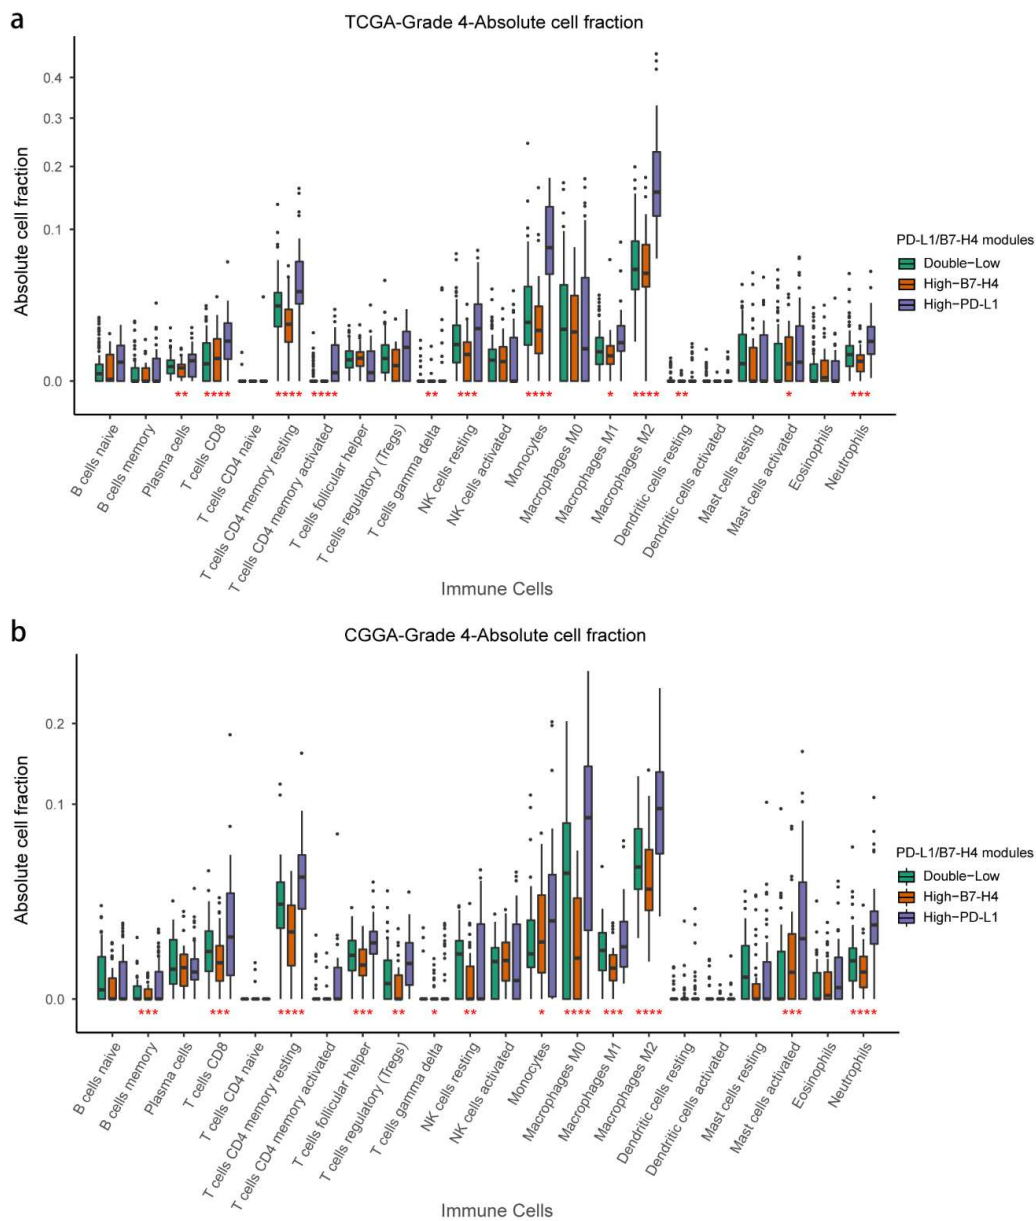 a
TCGA-Grade 4-Absolute cell fraction
Absolute cell fraction
0.4
0.3
0.2
0.1
0.0
PD-L1/B7-H4 modules
Double-Low
High-B7-H4
High-PD-L1
** **** **** **** ** *** **** * **** ** * ***
B cells naive
B cells memory
Plasma cells
T cells CD8
T cells CD4 naive
T cells CD4 memory resting
T cells CD4 memory activated
T cells follicular helper
T cells regulatory (Tregs)
T cells gamma delta
NK cells resting
NK cells activated
Monocytes
Macrophages M0
Macrophages M1
Macrophages M2
Dendritic cells resting
Dendritic cells activated
Mast cells resting
Mast cells activated
Eosinophils
Neutrophils
Immune Cells
b
CGGA-Grade 4-Absolute cell fraction
Absolute cell fraction
0.2
0.1
0.0
PD-L1/B7-H4 modules
Double-Low
High-B7-H4
High-PD-L1
*** *** **** *** ** * ** * **** *** **** *** ****
B cells naive
B cells memory
Plasma cells
T cells CD8
T cells CD4 naive
T cells CD4 memory resting
T cells CD4 memory activated
T cells follicular helper
T cells regulatory (Tregs)
T cells gamma delta
NK cells resting
NK cells activated
Monocytes
Macrophages M0
Macrophages M1
Macrophages M2
Dendritic cells resting
Dendritic cells activated
Mast cells resting
Mast cells activated
Eosinophils
Neutrophils
Immune Cells